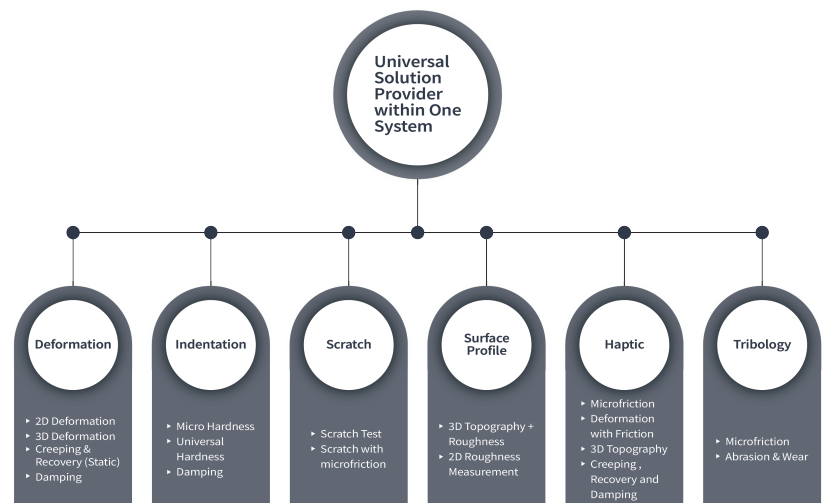 Universal
Solution
Provider
within One
System
Deformation
2D Deformation
3D Deformation
Creeping &
Recovery (Static)
Damping
Indentation
Micro Hardness
Universal
Hardness
Damping
Scratch
Scratch Test
Scratch with
microfriction
Surface
Profile
3D Topography +
Roughness
2D Roughness
Measurement
Haptic
Microfriction
Deformation
with Friction
3D Topography
Creeping ,
Recovery and
Damping
Tribology
Microfriction
Abrasion & Wear